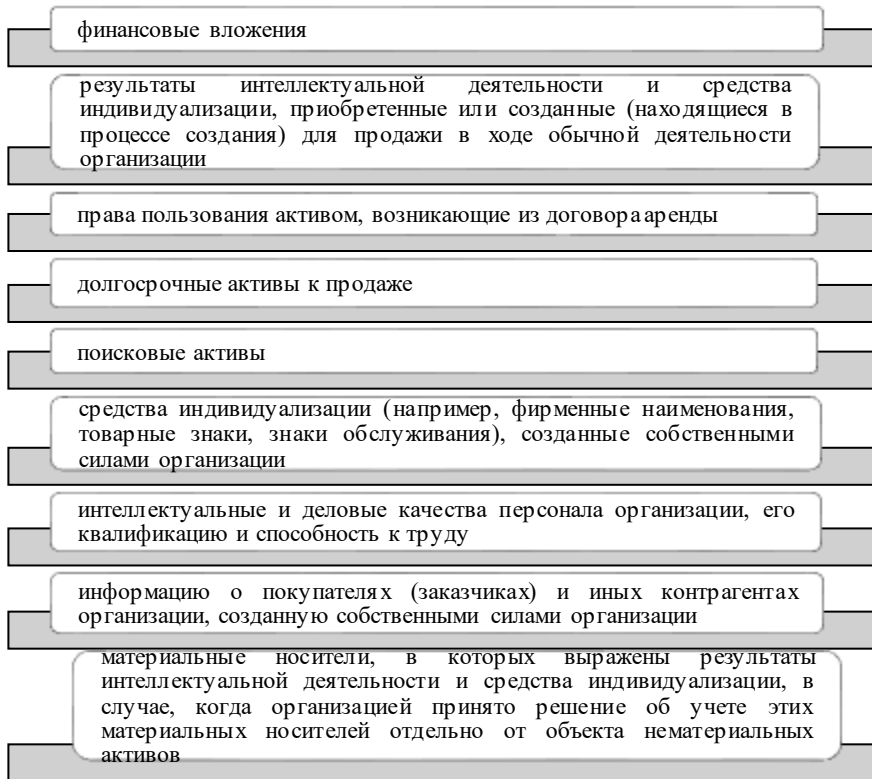 финансовые вложения
результаты интеллектуальной деятельности и средства
индивидуализации, приобретенные или созданные (находящиеся в
процессе создания) для продажи в ходе обычной деятельности
организации
права пользования активом, возникающие из договора аренды
долгосрочные активы к продаже
поисковые активы
средства индивидуализации (например, фирменные наименования,
товарные знаки, знаки обслуживания), созданные собственными
силами организации
интеллектуальные и деловые качества персонала организации, его
квалификацию и способность к труду
информацию о покупателях (заказчиках) и иных контрагентах
организации, созданную собственными силами организации
материальные носители, в которых выражены результаты
интеллектуальной деятельности и средства индивидуализации, в
случае, когда организацией принято решение об учете этих
материальных носителей отдельно от объекта нематериальных
активов